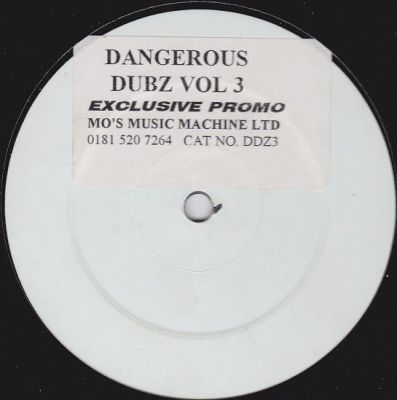 DANGEROUS
DUBZ VOL 3
EXCLUSIVE PROMO
MO'S MUSIC MACHINE LTD
0181 520 7264 CAT NO. DDZ3